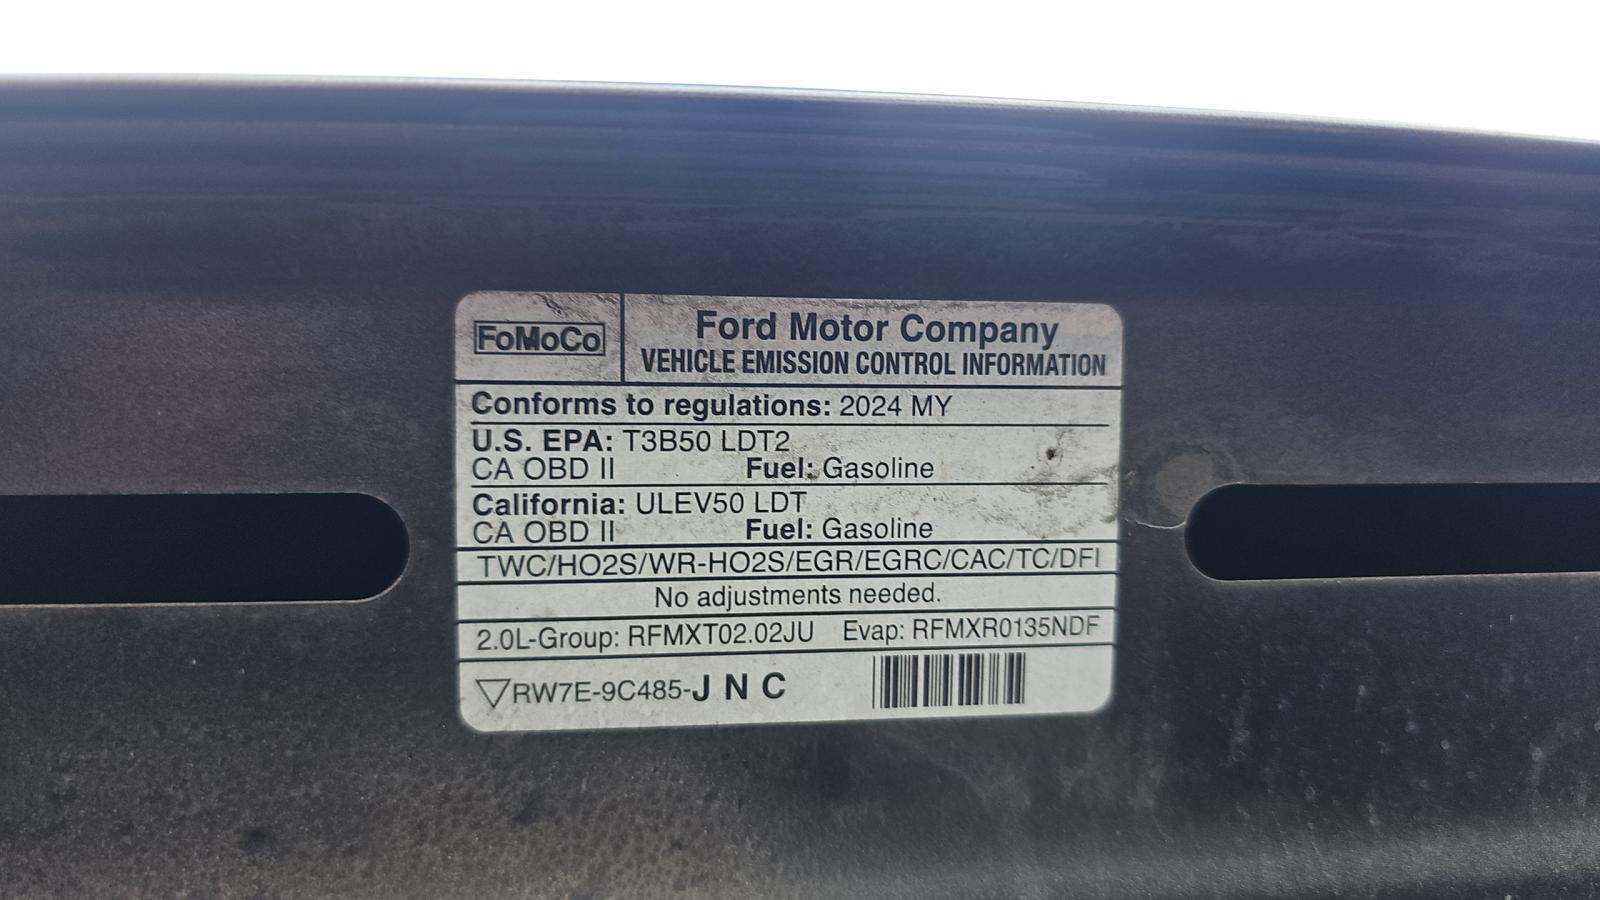 FoMoCo
Ford Motor Company
VEHICLE EMISSION CONTROL INFORMATION
Conforms to regulations: 2024 MY
U.S. EPA: T3B50 LDT2
CA OBD II Fuel: Gasoline
California: ULEV50 LDT
CA OBD II Fuel: Gasoline
TWC/HO2S/WR-HO2S/EGR/EGRC/CAC/TC/DFI
No adjustments needed.
2.0L-Group: RFMXT02.02JU Evap: RFMXR0135NDF
RW7E-9C485-J N C